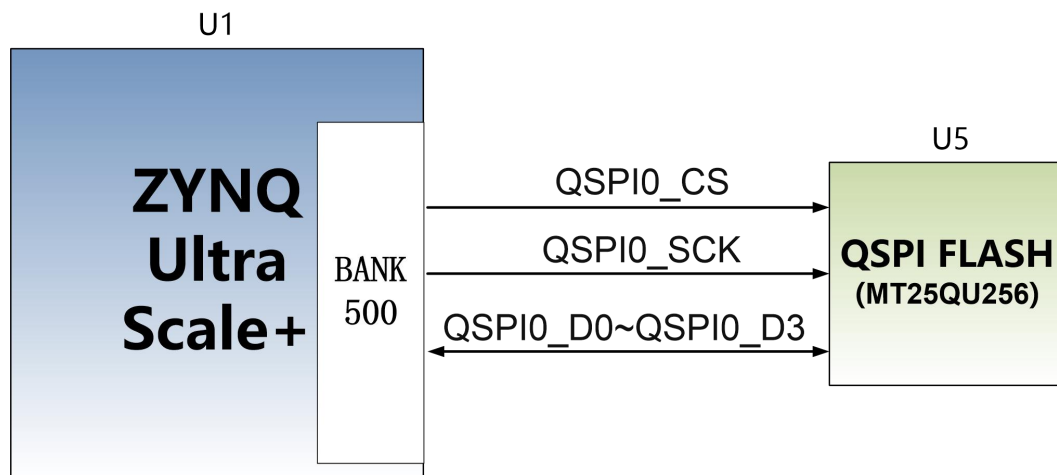 U1
ZYNQ
Ultra
Scale+
BANK
500
QSPI0_CS
QSPI0_SCK
QSPI0_D0~QSPI0_D3
U5
QSPI FLASH
(MT25QU256)